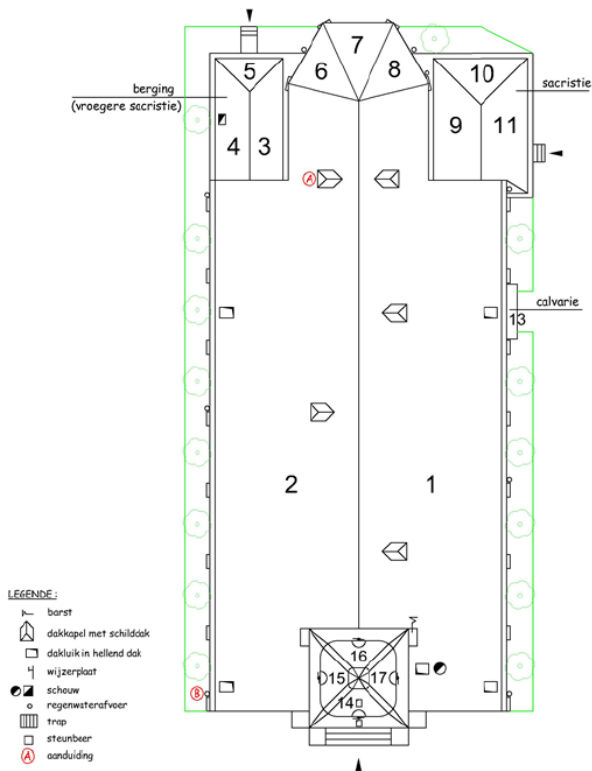 7
6
8
5
10
berging
(vroegere sacristie)
sacristie
4
3
9
11
A
calvarie
13
2
1
16
15
17
14
B
LEGENDE :
barst
dakkapel met schilddak
dakluik in hellend dak
wijzerplaat
schouw
regenwaterafvoer
trap
steunbeer
A aanduiding